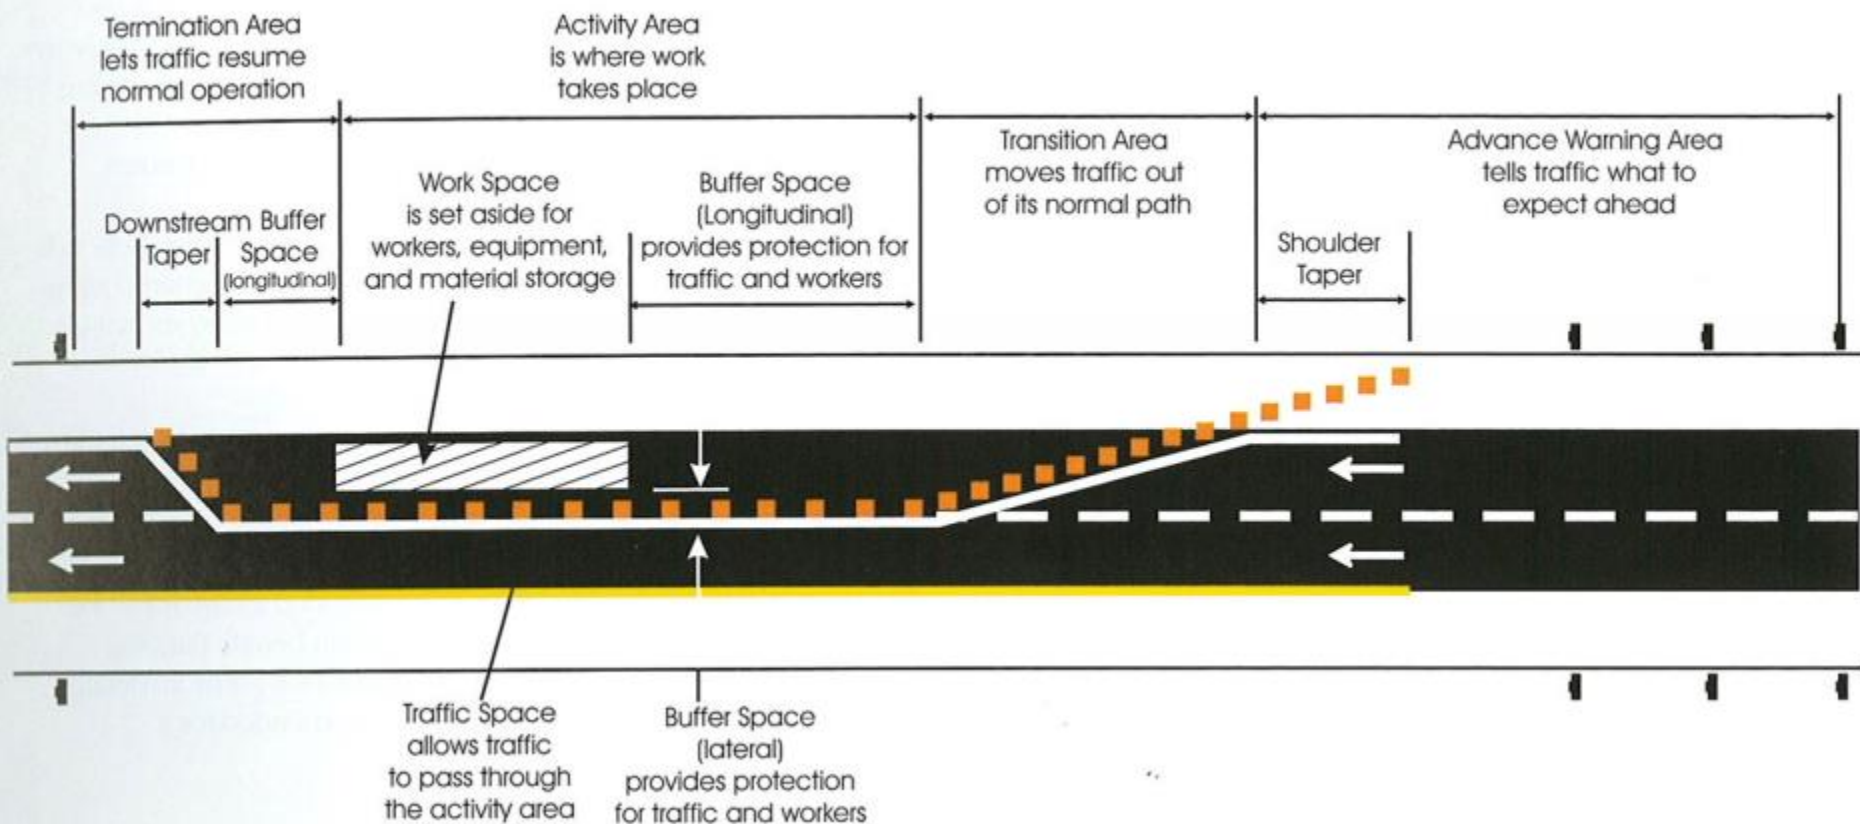 Termination Area
lets traffic resume
normal operation
Activity Area
is where work
takes place
Transition Area
moves traffic out
of its normal path
Advance Warning Area
tells traffic what to
expect ahead
Downstream
Taper
Buffer
Space
(longitudinal)
Work Space
is set aside for
workers, equipment,
and material storage
Buffer Space
(Longitudinal)
provides protection for
traffic and workers
Shoulder
Taper
Traffic Space
allows traffic
to pass through
the activity area
Buffer Space
(lateral)
provides protection
for traffic and workers